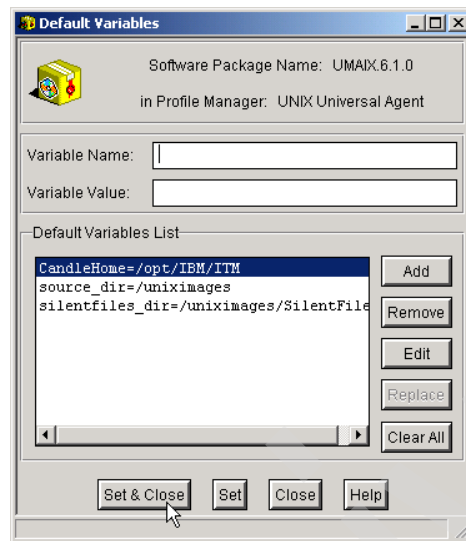 Default Variables
Software Package Name: UMAIX.6.1.0
in Profile Manager: UNIX Universal Agent
Variable Name:
Variable Value:
Default Variables List
CandleHome=/opt/IBM/ITM
source_dir=/uniximages
silentfiles_dir=/uniximages/SilentFile
Add
Remove
Edit
Replace
Clear All
Set & Close
Set
Close
Help